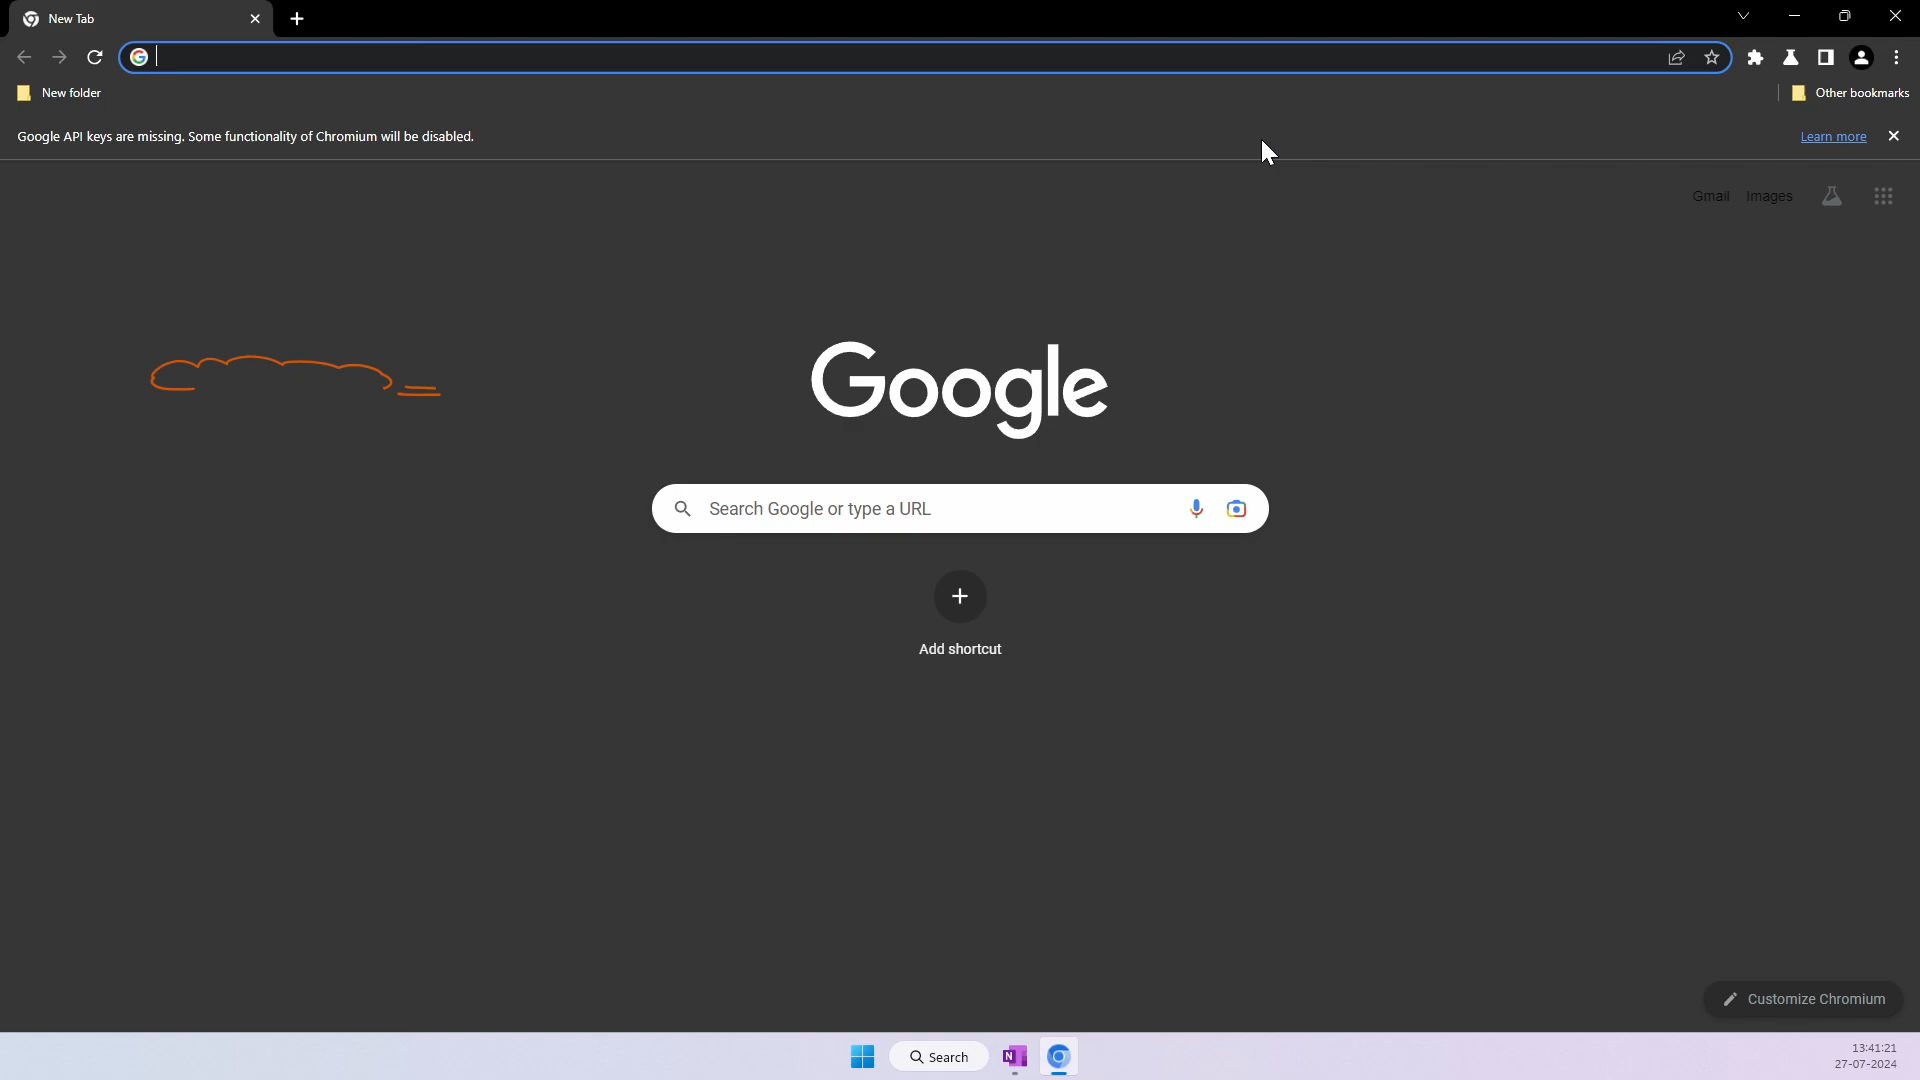 New Tab
New folder
Other bookmarks
Google API keys are missing. Some functionality of Chromium will be disabled.
Learn more
Gmail Images
Google
Search Google or type a URL
Add shortcut
Customize Chromium
Search
13:41:21
27-07-2024